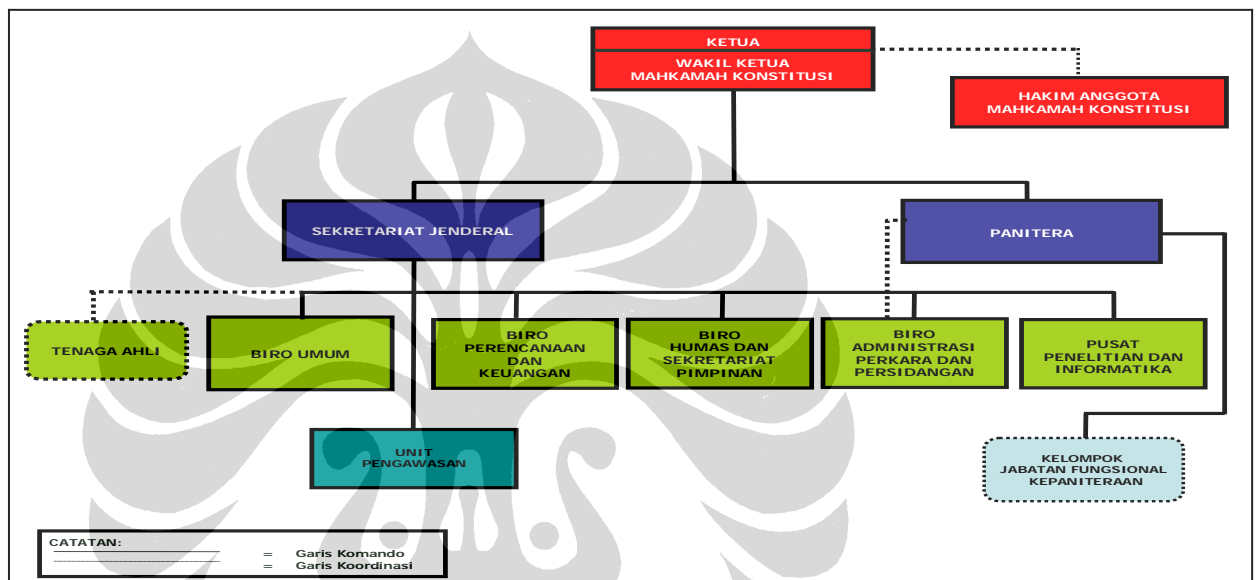 KETUA
WAKIL KETUA
MAHKAMAH KONSTITUSI
HAKIM ANGGOTA
MAHKAMAH KONSTITUSI
SEKRETARIAT JENDERAL
PANITERA
TENAGA AHLI
BIRO UMUM
BIRO
PERENCANAAN
DAN
KEUANGAN
BIRO
HUMAS DAN
SEKRETARIAT
PIMPINAN
BIRO
ADMINISTRASI
PERKARA DAN
PERSIDANGAN
PUSAT
PENELITIAN DAN
INFORMATIKA
UNIT
PENGAWASAN
KELOMPOK
JABATAN FUNGSIONAL
KEPANITERAAN
CATATAN:
= Garis Komando
= Garis Koordinasi